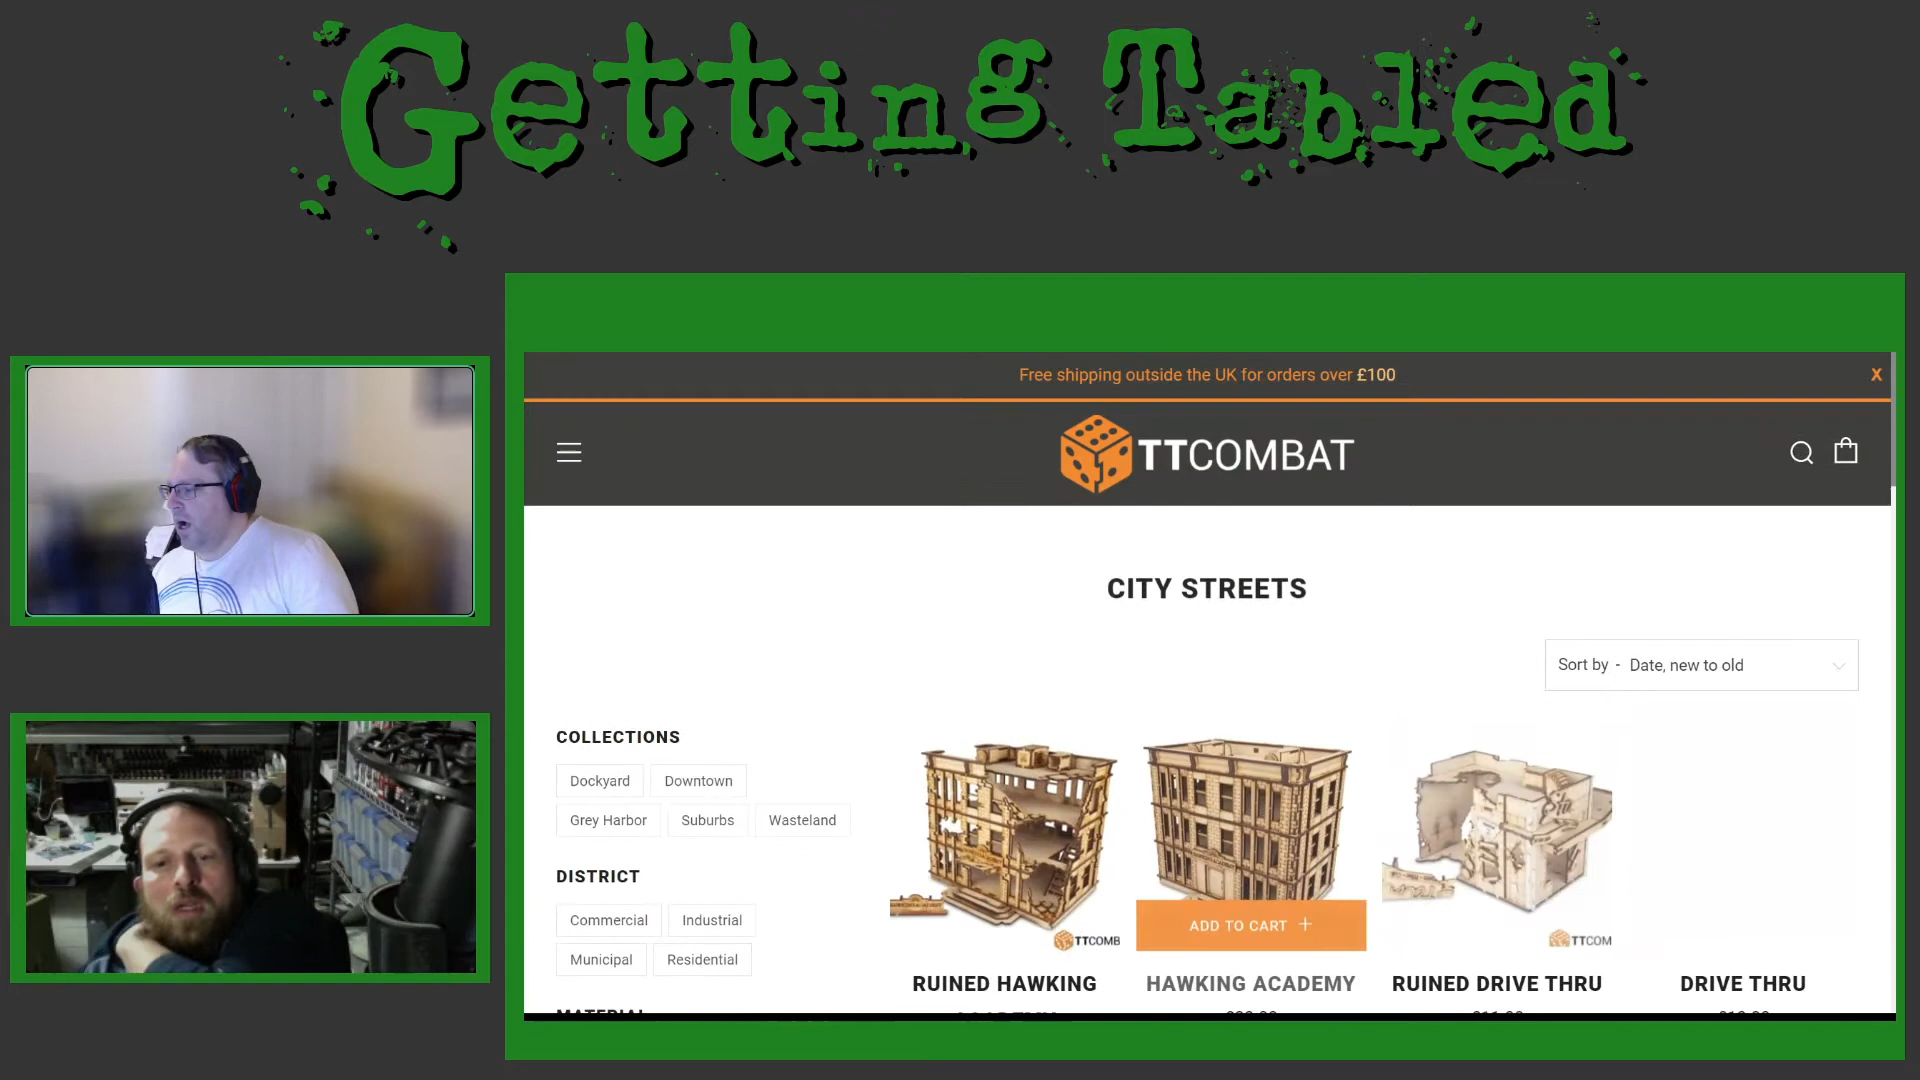 Getting Tabled
Free shipping outside the UK for orders over £100
X
TTCOMBAT
CITY STREETS
Sort by - Date, new to old
COLLECTIONS
Dockyard Downtown
Grey Harbor Suburbs Wasteland
DISTRICT
Commercial Industrial
Municipal Residential
MATERIAL
TTCOMB
ADD TO CART +
TTCOM
RUINED HAWKING
HAWKING ACADEMY
RUINED DRIVE THRU
DRIVE THRU